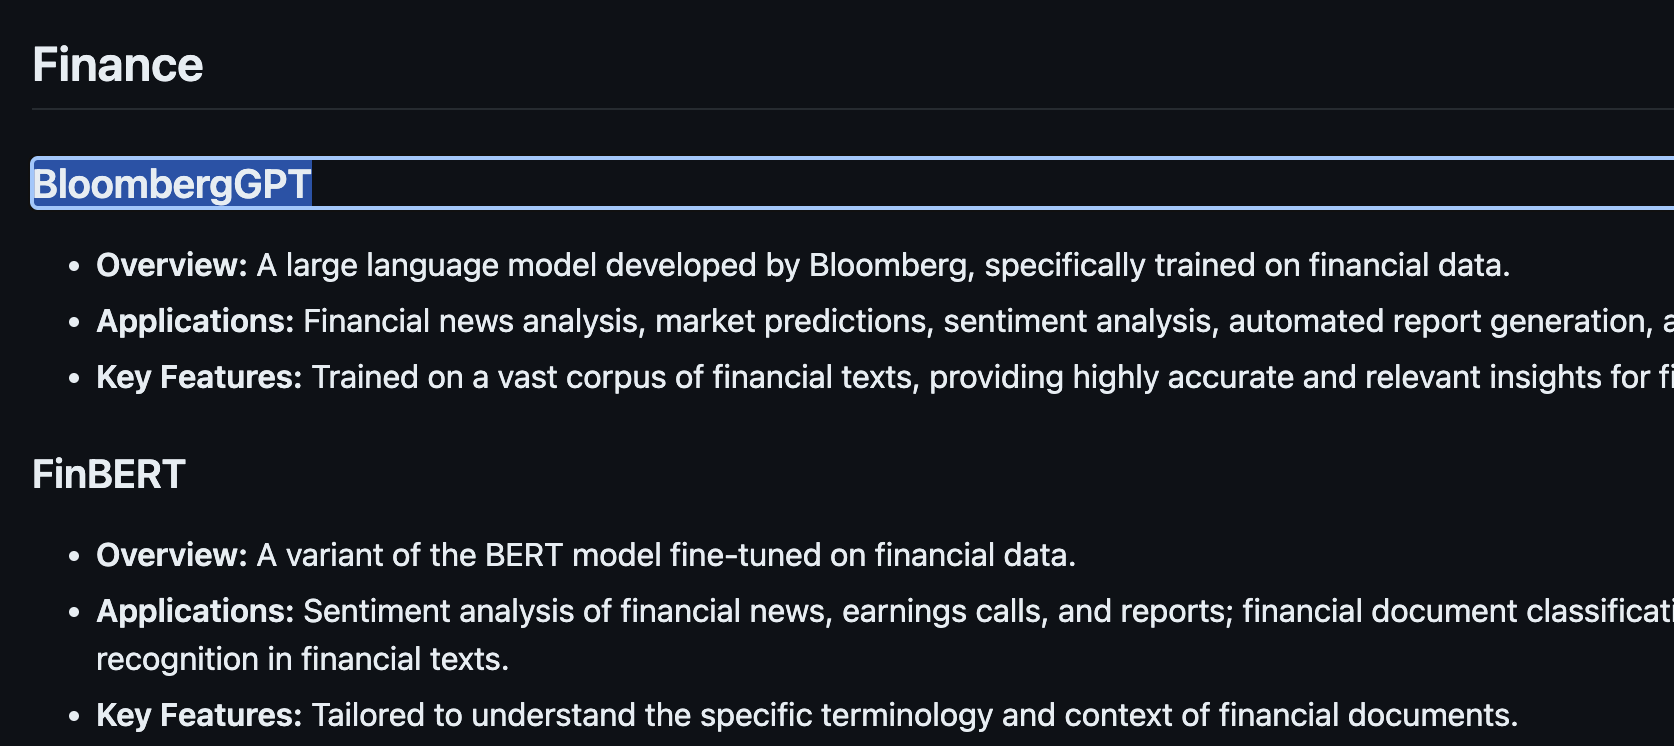 Finance
BloombergGPT
Overview: A large language model developed by Bloomberg, specifically trained on financial data.
Applications: Financial news analysis, market predictions, sentiment analysis, automated report generation,
Key Features: Trained on a vast corpus of financial texts, providing highly accurate and relevant insights for
FinBERT
Overview: A variant of the BERT model fine-tuned on financial data.
Applications: Sentiment analysis of financial news, earnings calls, and reports; financial document
recognition in financial texts.
Key Features: Tailored to understand the specific terminology and context of financial documents.